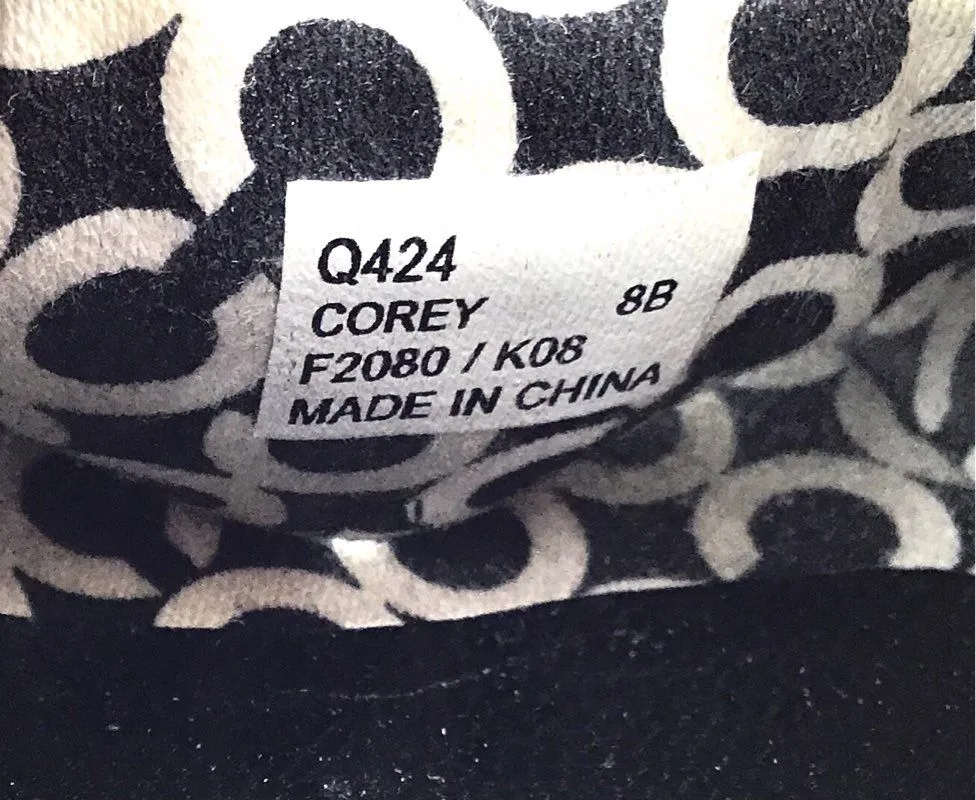 Q424
COREY 8B
F2080 / K08
MADE IN CHINA